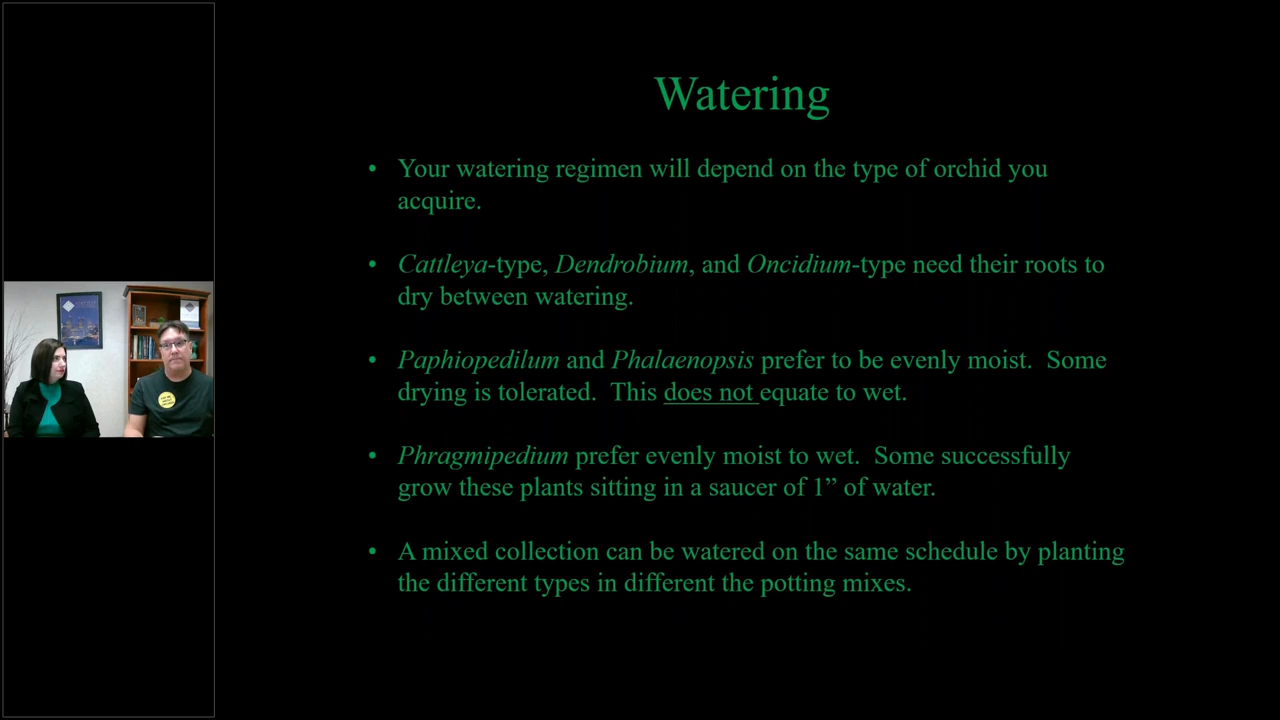 Watering
• Your watering regimen will depend on the type of orchid you
acquire.
• Cattleya-type, Dendrobium, and Oncidium-type need their roots to
dry between watering.
• Paphiopedilum and Phalaenopsis prefer to be evenly moist. Some
drying is tolerated. This does not equate to wet.
• Phragmipedium prefer evenly moist to wet. Some successfully
grow these plants sitting in a saucer of 1” of water.
• A mixed collection can be watered on the same schedule by planting
the different types in different the potting mixes.